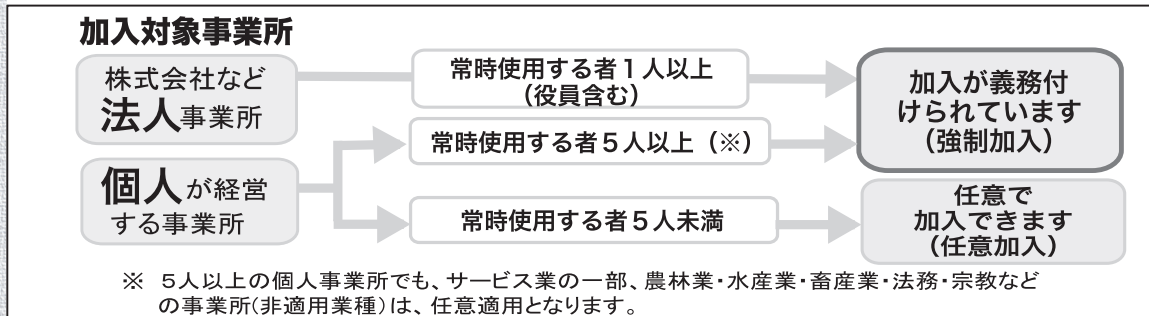 加入対象事業所
株式会社など
法人事業所
常時使用する者1人以上
(役員含む)
加入が義務付
けられています
(強制加入)
個人が経営
する事業所
常時使用する者5人以上(※)
常時使用する者5人未満
任意で
加入できます
(任意加入)
※ 5人以上の個人事業所でも、サービス業の一部、農林業・水産業・畜産業・法務・宗教など
の事業所(非適用業種)は、任意適用となります。